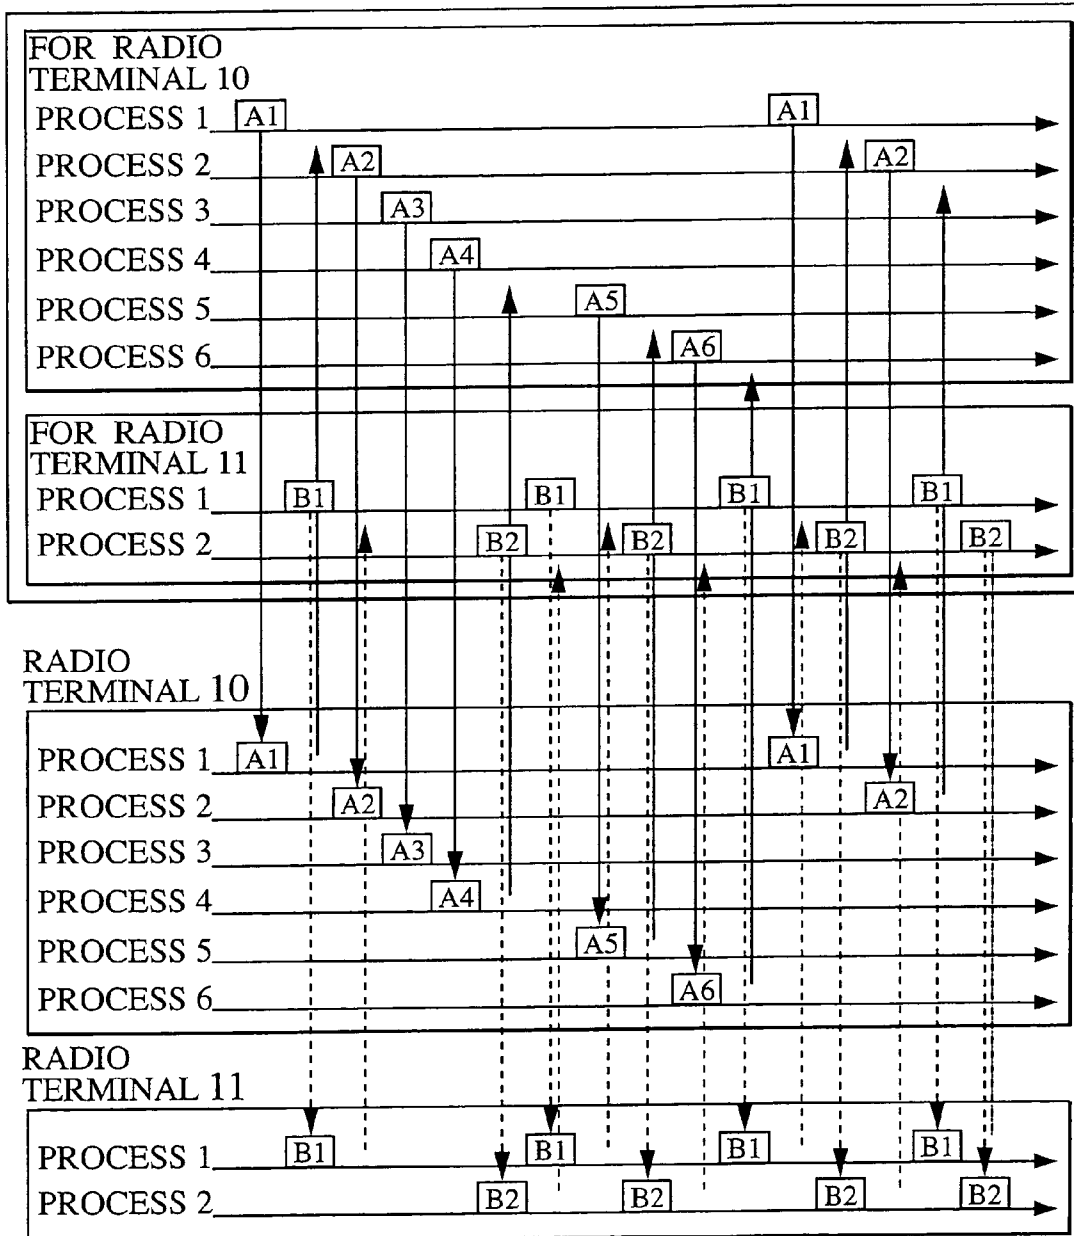 FOR RADIO
TERMINAL 10
PROCESS 1 A1 A1
PROCESS 2 A2 A2
PROCESS 3 A3
PROCESS 4 A4
PROCESS 5 A5
PROCESS 6 A6
FOR RADIO
TERMINAL 11
PROCESS 1 B1 B1 B1 B1
PROCESS 2 B2 B2 B2 B2
RADIO
TERMINAL 10
PROCESS 1 A1 A1
PROCESS 2 A2 A2
PROCESS 3 A3
PROCESS 4 A4
PROCESS 5 A5
PROCESS 6 A6
RADIO
TERMINAL 11
PROCESS 1 B1 B1 B1 B1
PROCESS 2 B2 B2 B2 B2